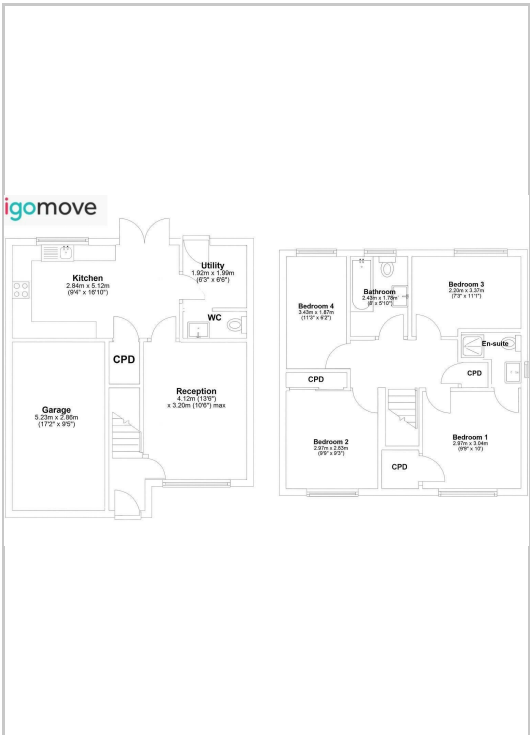 igomove
Kitchen
2.84m x 5.12m
(9'4" x 16'10")
Utility
1.92m x 1.99m
(6'3" x 6'6")
WC
CPD
Garage
5.23m x 2.86m
(17'2" x 9'5")
Reception
4.12m (13'6")
x 3.20m (10'6") max
Bedroom 4
3.43m x 1.87m
(11'3" x 6'2")
Bathroom
2.43m x 1.78m
(8' x 5'10")
Bedroom 3
2.20m x 3.37m
(7'3" x 11'1")
En-suite
CPD
CPD
Bedroom 2
2.97m x 2.83m
(9'9" x 9'3")
Bedroom 1
2.97m x 3.04m
(9'9" x 10')
CPD